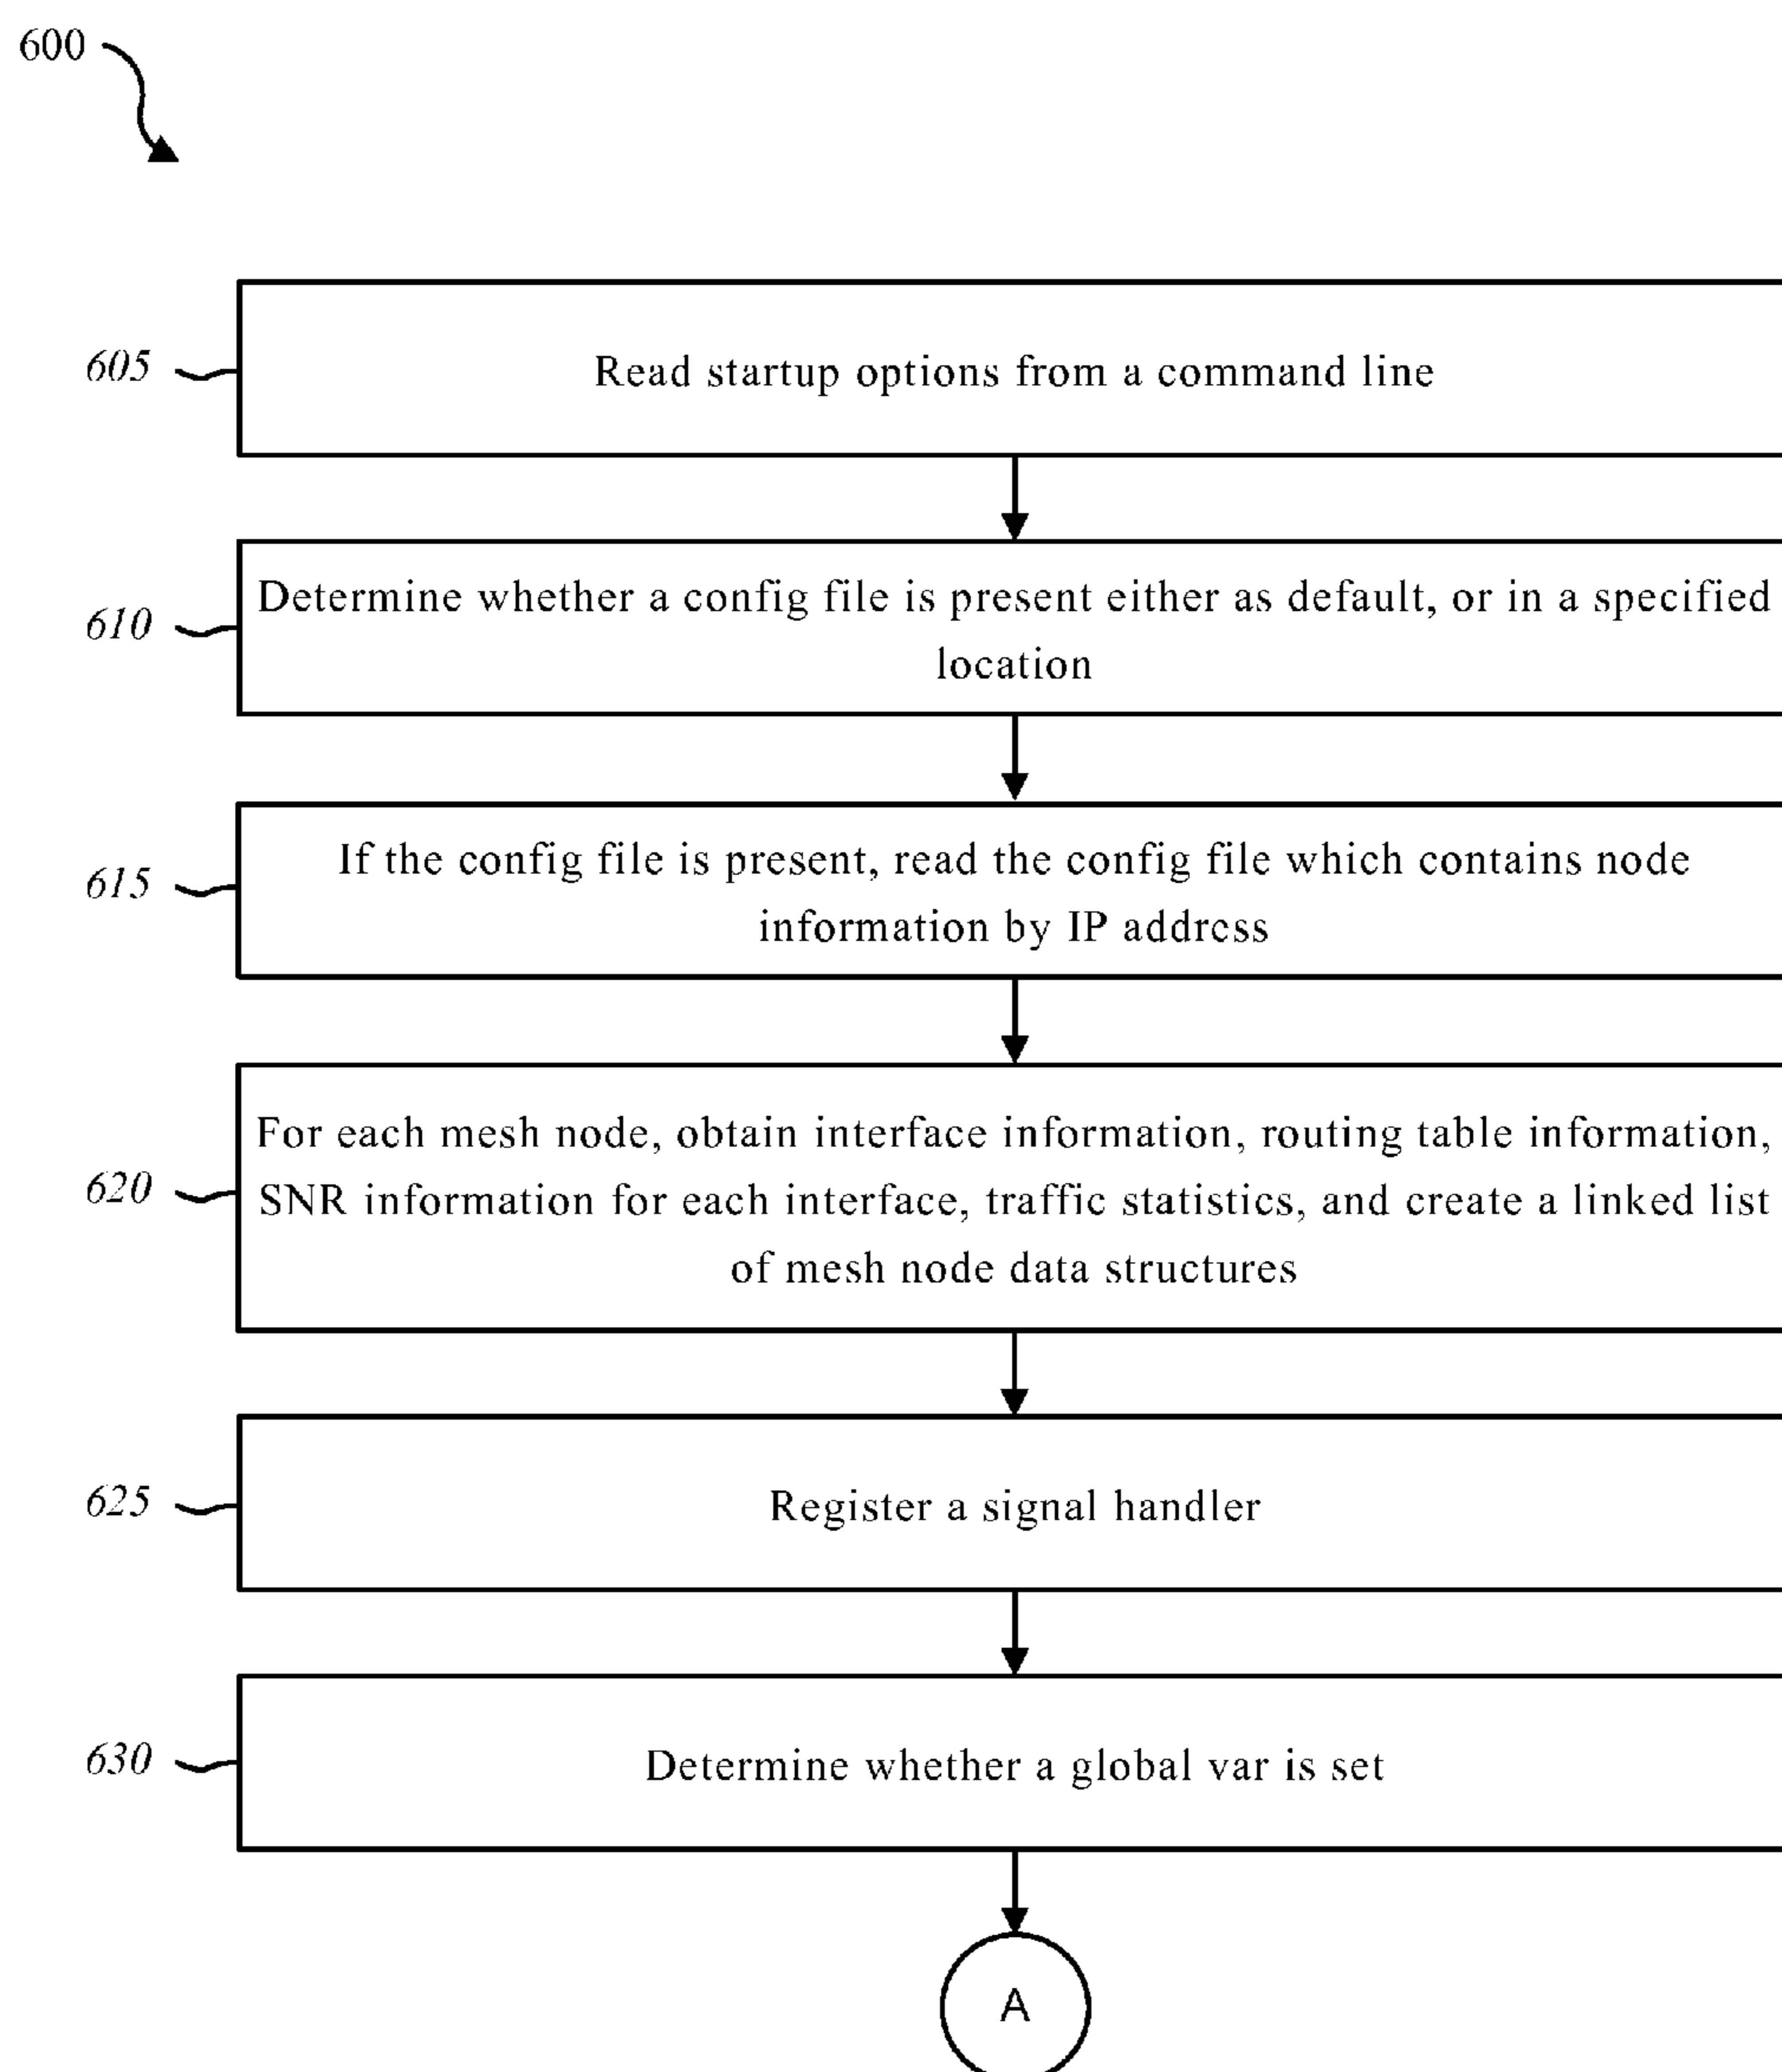 600
605
Read startup options from a command line
610
Determine whether a config file is present either as default, or in a specified
location
615
If the config file is present, read the config file which contains node
information by IP address
620
For each mesh node, obtain interface information, routing table information,
SNR information for each interface, traffic statistics, and create a linked list
of mesh node data structures
625
Register a signal handler
630
Determine whether a global var is set
A